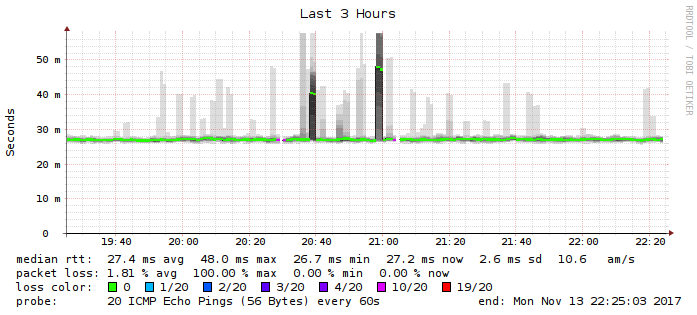 Last 3 Hours
RRDTOOL / TOBI OETIKER
Seconds
50 m
40 m
30 m
20 m
10 m
0
19:40 20:00 20:20 20:40 21:00 21:20 21:40 22:00 22:20
median rtt: 27.4 ms avg 48.0 ms max 26.7 ms min 27.2 ms now 2.6 ms sd 10.6 am/s
packet loss: 1.81 % avg 100.00 % max 0.00 % min 0.00 % now
loss color: 0 1/20 2/20 3/20 4/20 10/20 19/20
probe: 20 ICMP Echo Pings (56 Bytes) every 60s end: Mon Nov 13 22:25:03 2017